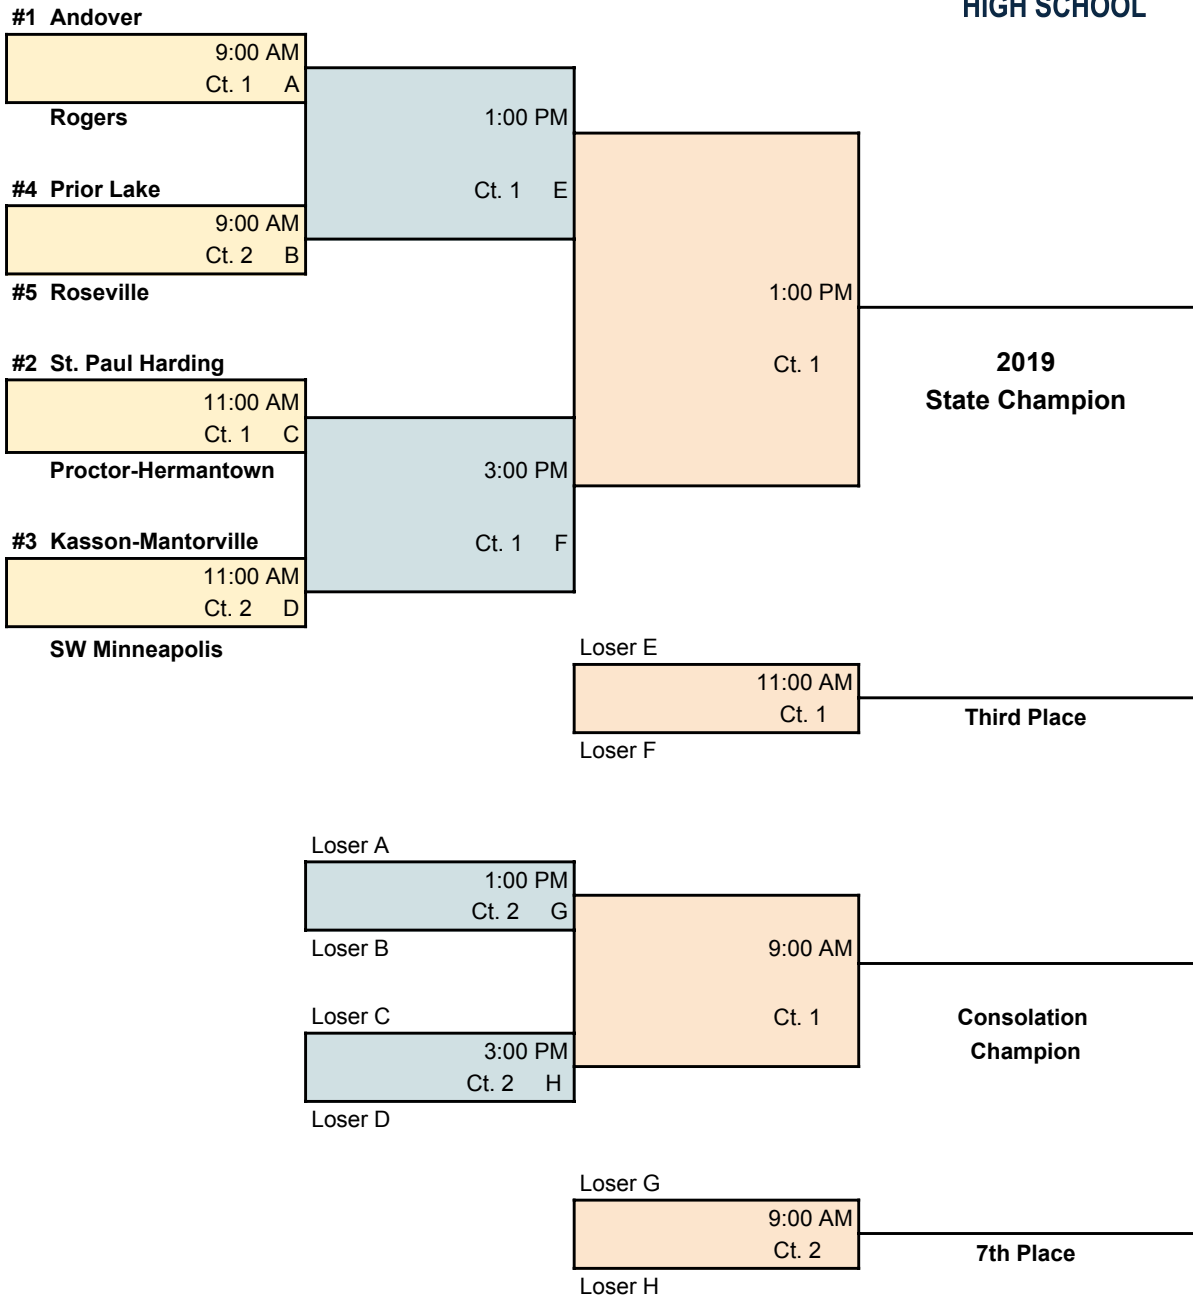 HIGH SCHOOL
#1 Andover
9:00 AM
Ct. 1 A
Rogers
1:00 PM
#4 Prior Lake
Ct. 1 E
9:00 AM
Ct. 2 B
#5 Roseville
1:00 PM
#2 St. Paul Harding
Ct. 1
2019
State Champion
11:00 AM
Ct. 1 C
Proctor-Hermantown
3:00 PM
#3 Kasson-Mantorville
Ct. 1 F
11:00 AM
Ct. 2 D
SW Minneapolis
Loser E
11:00 AM
Ct. 1
Third Place
Loser F
Loser A
1:00 PM
Ct. 2 G
Loser B
9:00 AM
Loser C
Ct. 1
Consolation
Champion
3:00 PM
Ct. 2 H
Loser D
Loser G
9:00 AM
Ct. 2
7th Place
Loser H